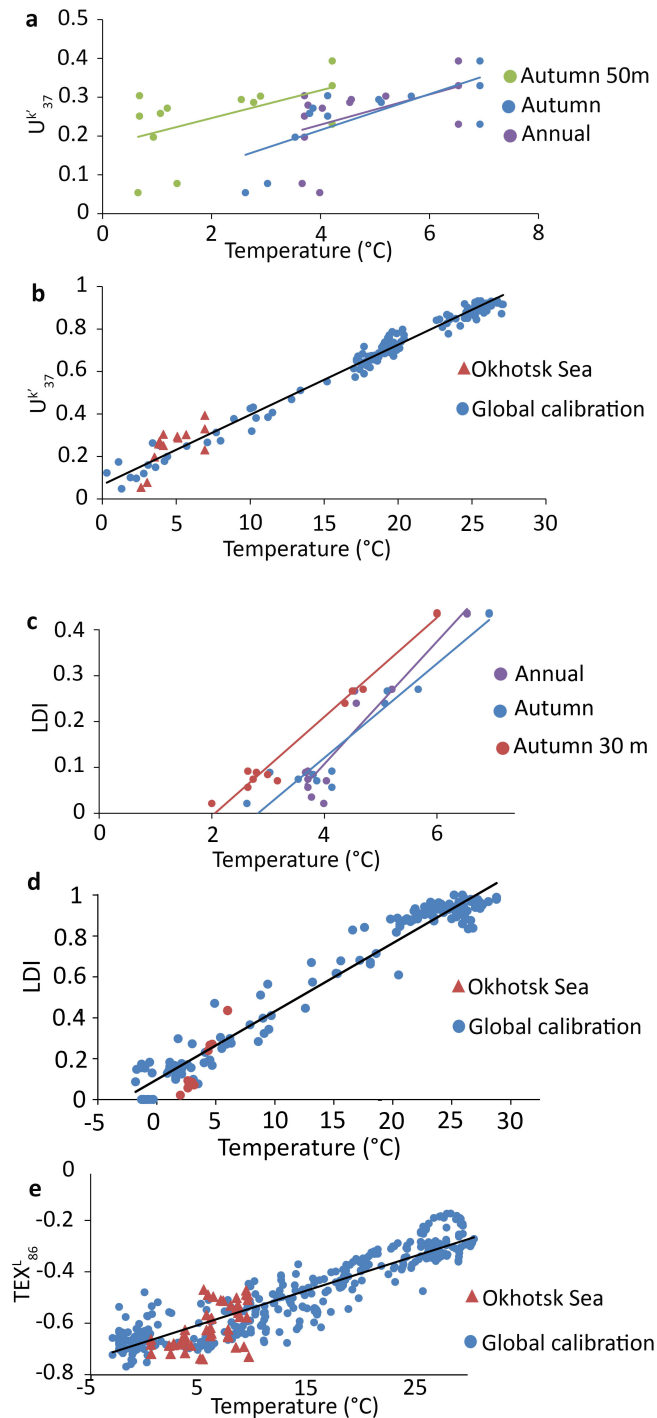 a
0.5
0.4
0.3
0.2
0.1
0
U^k'_37
0 2 4 6 8
Temperature (°C)
Autumn 50m
Autumn
Annual
b
1
0.8
0.6
0.4
0.2
0
U^k'_37
0 5 10 15 20 25 30
Temperature (°C)
Okhotsk Sea
Global calibration
c
0.4
0.3
0.2
0.1
0
LDI
0 2 4 6
Temperature (°C)
Annual
Autumn
Autumn 30 m
d
1
0.8
0.6
0.4
0.2
0
LDI
-5 0 5 10 15 20 25 30
Temperature (°C)
Okhotsk Sea
Global calibration
e
0
-0.2
-0.4
-0.6
-0.8
TEX^L_86
-5 5 15 25
Temperature (°C)
Okhotsk Sea
Global calibration